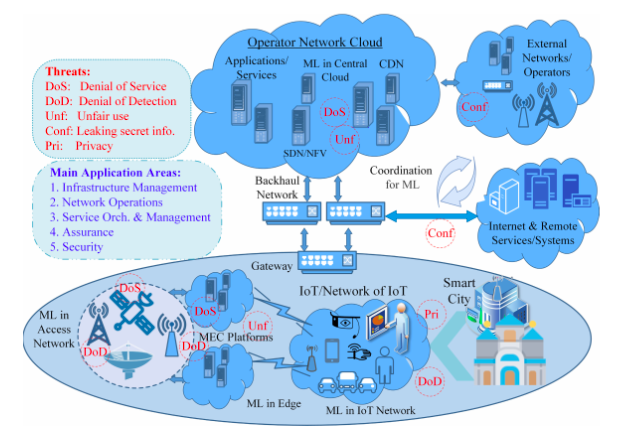 Operator Network Cloud
Applications/
Services
ML in Central
Cloud
CDN
DoS
Unf
SDN/NFV
External
Networks/
Operators
Conf
Threats:
DoS: Denial of Service
DoD: Denial of Detection
Unf: Unfair use
Conf: Leaking secret info.
Pri: Privacy
Main Application Areas:
1. Infrastructure Management
2. Network Operations
3. Service Orch. & Management
4. Assurance
5. Security
Backhaul
Network
Coordination
for ML
Conf
Internet & Remote
Services/Systems
Gateway
IoT/Network of IoT
Smart
City
ML in
Access
Network
DoS
DoD
DoD
DoS
MEC Platforms
Unf
Pri
DoD
ML in Edge
ML in IoT Network